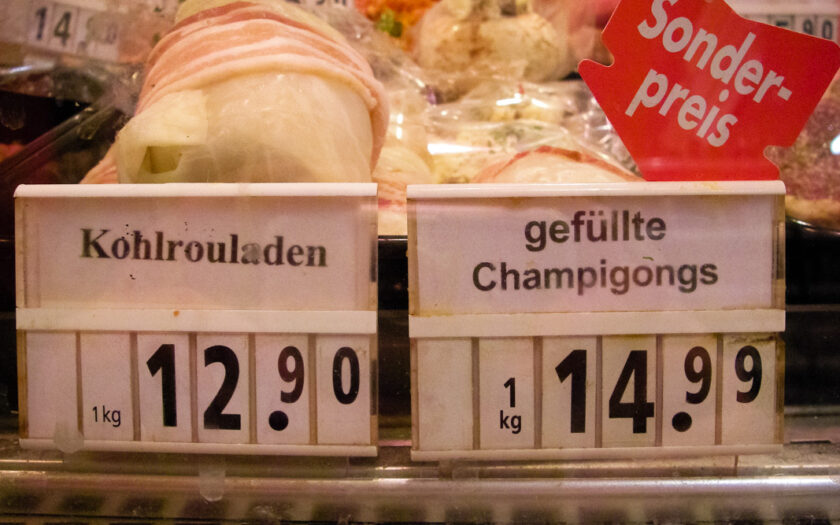 Sonder-
preis
Kohlrouladen
1kg 12.90
gefüllte
Champigongs
1 kg 14.99